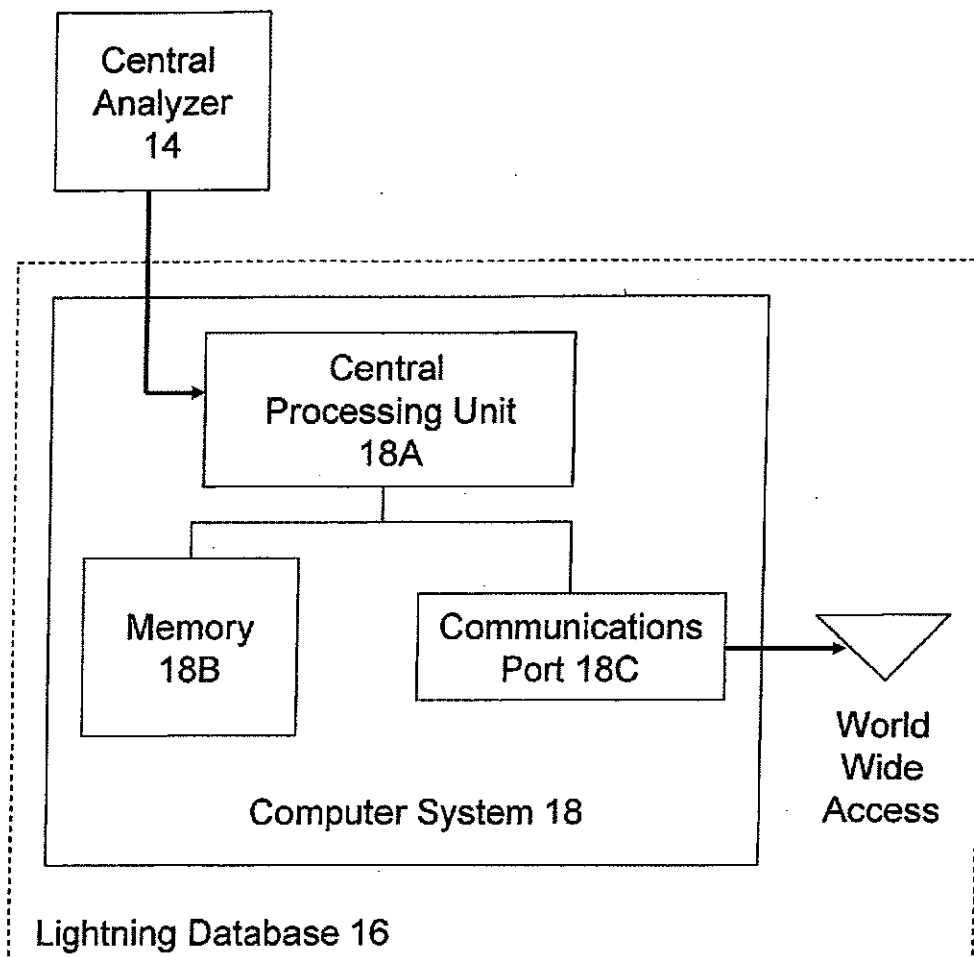 Central
Analyzer
14
Central
Processing Unit
18A
Memory
18B
Communications
Port 18C
World
Wide
Access
Computer System 18
Lightning Database 16